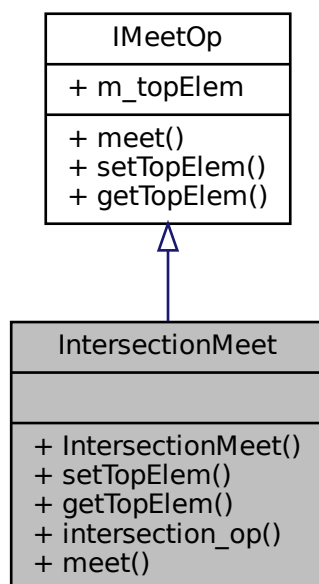 IMeetOp
+ m_topElem
+ meet()
+ setTopElem()
+ getTopElem()
IntersectionMeet
+ IntersectionMeet()
+ setTopElem()
+ getTopElem()
+ intersection_op()
+ meet()